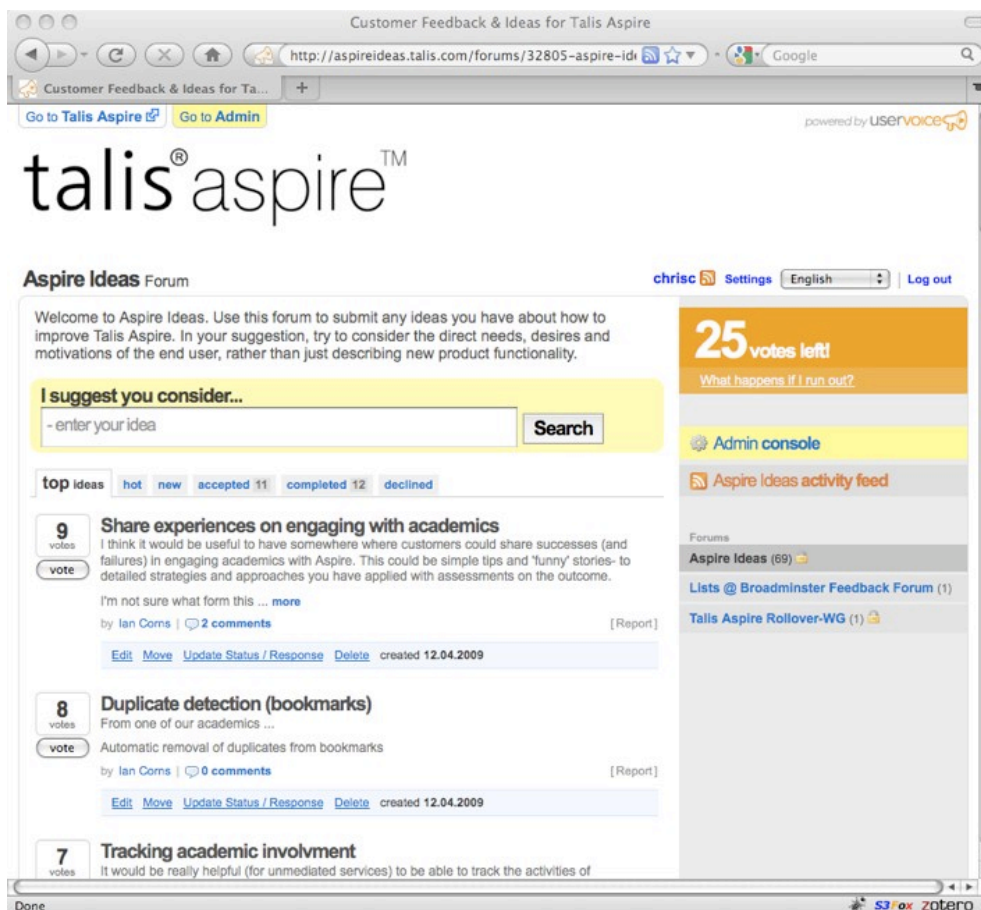 Customer Feedback & Ideas for Talis Aspire
http://aspireideas.talis.com/forums/32805-aspire-id
Google
Customer Feedback & Ideas for Ta...
+
Go to Talis Aspire
Go to Admin
powered by uservoice
talis® aspire™
Aspire Ideas Forum
chrisc Settings English Log out
Welcome to Aspire Ideas. Use this forum to submit any ideas you have about how to
improve Talis Aspire. In your suggestion, try to consider the direct needs, desires and
motivations of the end user, rather than just describing new product functionality.
25 votes left!
What happens if I run out?
I suggest you consider...
- enter your idea
Search
Admin console
Aspire Ideas activity feed
top ideas hot new accepted 11 completed 12 declined
9
votes
vote
Share experiences on engaging with academics
I think it would be useful to have somewhere where customers could share successes (and
failures) in engaging academics with Aspire. This could be simple tips and 'funny' stories- to
detailed strategies and approaches you have applied with assessments on the outcome.
I'm not sure what form this ... more
by Ian Corns | 2 comments
[Report]
Edit Move Update Status / Response Delete created 12.04.2009
Forums
Aspire Ideas (69)
Lists @ Broadminster Feedback Forum (1)
Talis Aspire Rollover-WG (1)
8
votes
vote
Duplicate detection (bookmarks)
From one of our academics ...
Automatic removal of duplicates from bookmarks
by Ian Corns | 0 comments
[Report]
Edit Move Update Status / Response Delete created 12.04.2009
7
votes
Tracking academic involvment
It would be really helpful (for unmediated services) to be able to track the activities of
Done
S3Fox zotero